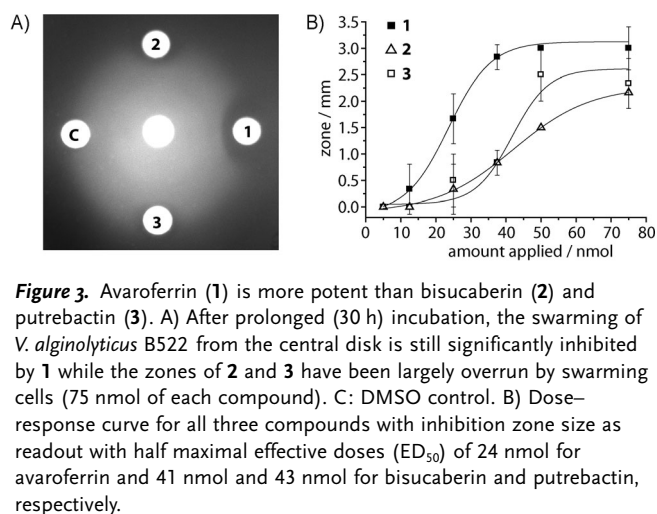 A)
2
C
1
3
B)
zone / mm
3.0
2.5
2.0
1.5
1.0
0.5
0.0
1
2
3
0 10 20 30 40 50 60 70 80
amount applied / nmol
Figure 3. Avaroferrin (1) is more potent than bisucaberin (2) and
putrebactin (3). A) After prolonged (30 h) incubation, the swarming of
V. alginolyticus B522 from the central disk is still significantly inhibited
by 1 while the zones of 2 and 3 have been largely overrun by swarming
cells (75 nmol of each compound). C: DMSO control. B) Dose–
response curve for all three compounds with inhibition zone size as
readout with half maximal effective doses (ED50) of 24 nmol for
avaroferrin and 41 nmol and 43 nmol for bisucaberin and putrebactin,
respectively.